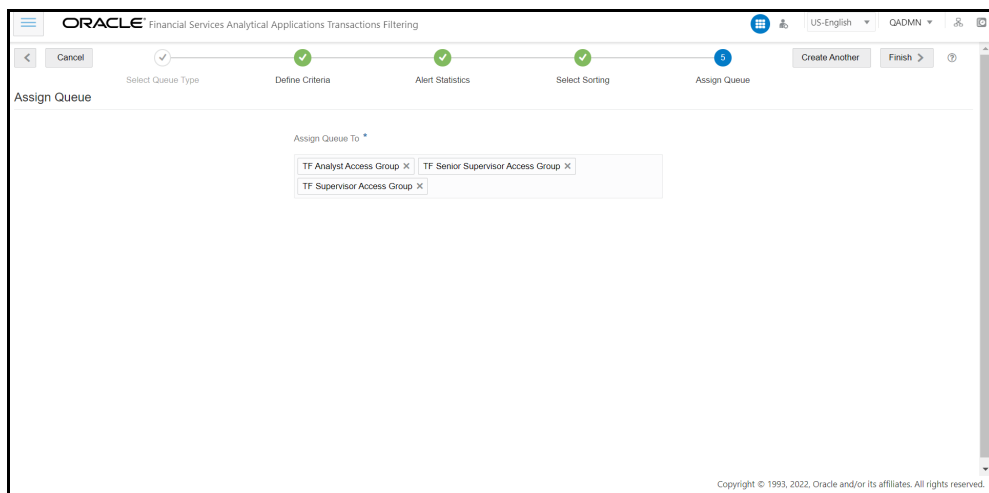 ORACLE® Financial Services Analytical Applications Transactions Filtering US-English QADMN
Cancel 5 Create Another Finish
Select Queue Type Define Criteria Alert Statistics Select Sorting Assign Queue
Assign Queue
Assign Queue To *
TF Analyst Access Group × TF Senior Supervisor Access Group ×
TF Supervisor Access Group ×
Copyright © 1993, 2022, Oracle and/or its affiliates. All rights reserved.